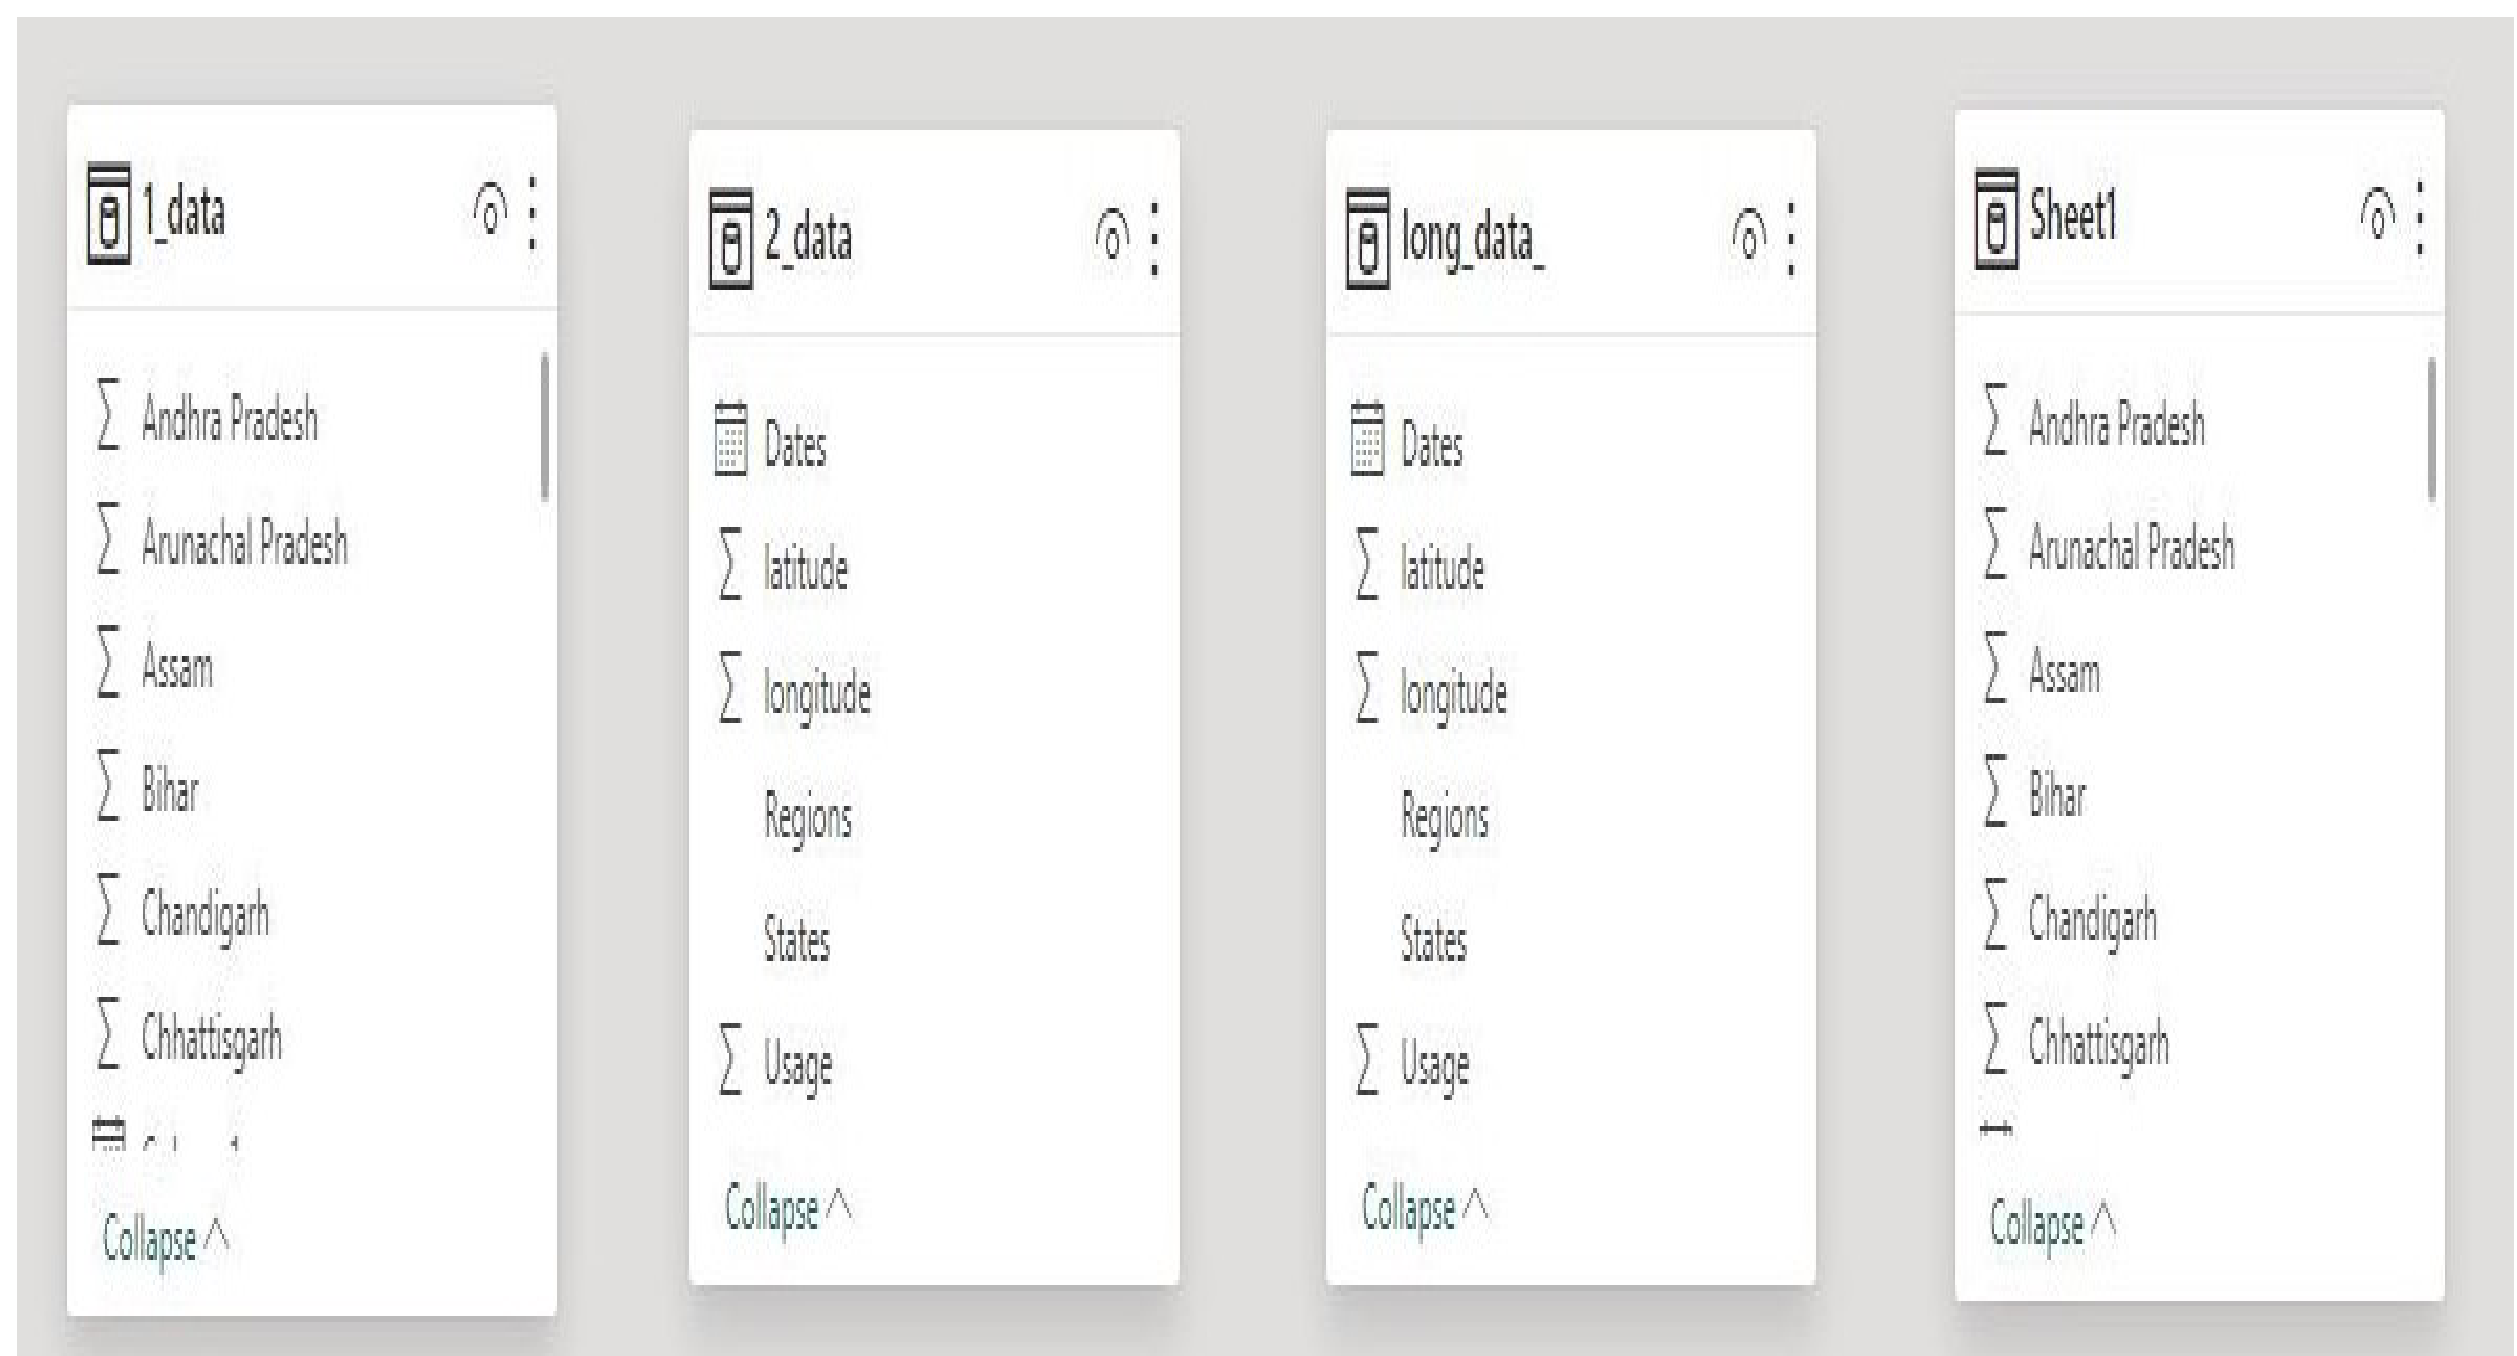 1_data
Andhra Pradesh
Arunachal Pradesh
Assam
Bihar
Chandigarh
Chhattisgarh
Collapse
2_data
Dates
latitude
longitude
Regions
States
Usage
Collapse
long_data_
Dates
latitude
longitude
Regions
States
Usage
Collapse
Sheet1
Andhra Pradesh
Arunachal Pradesh
Assam
Bihar
Chandigarh
Chhattisgarh
Collapse